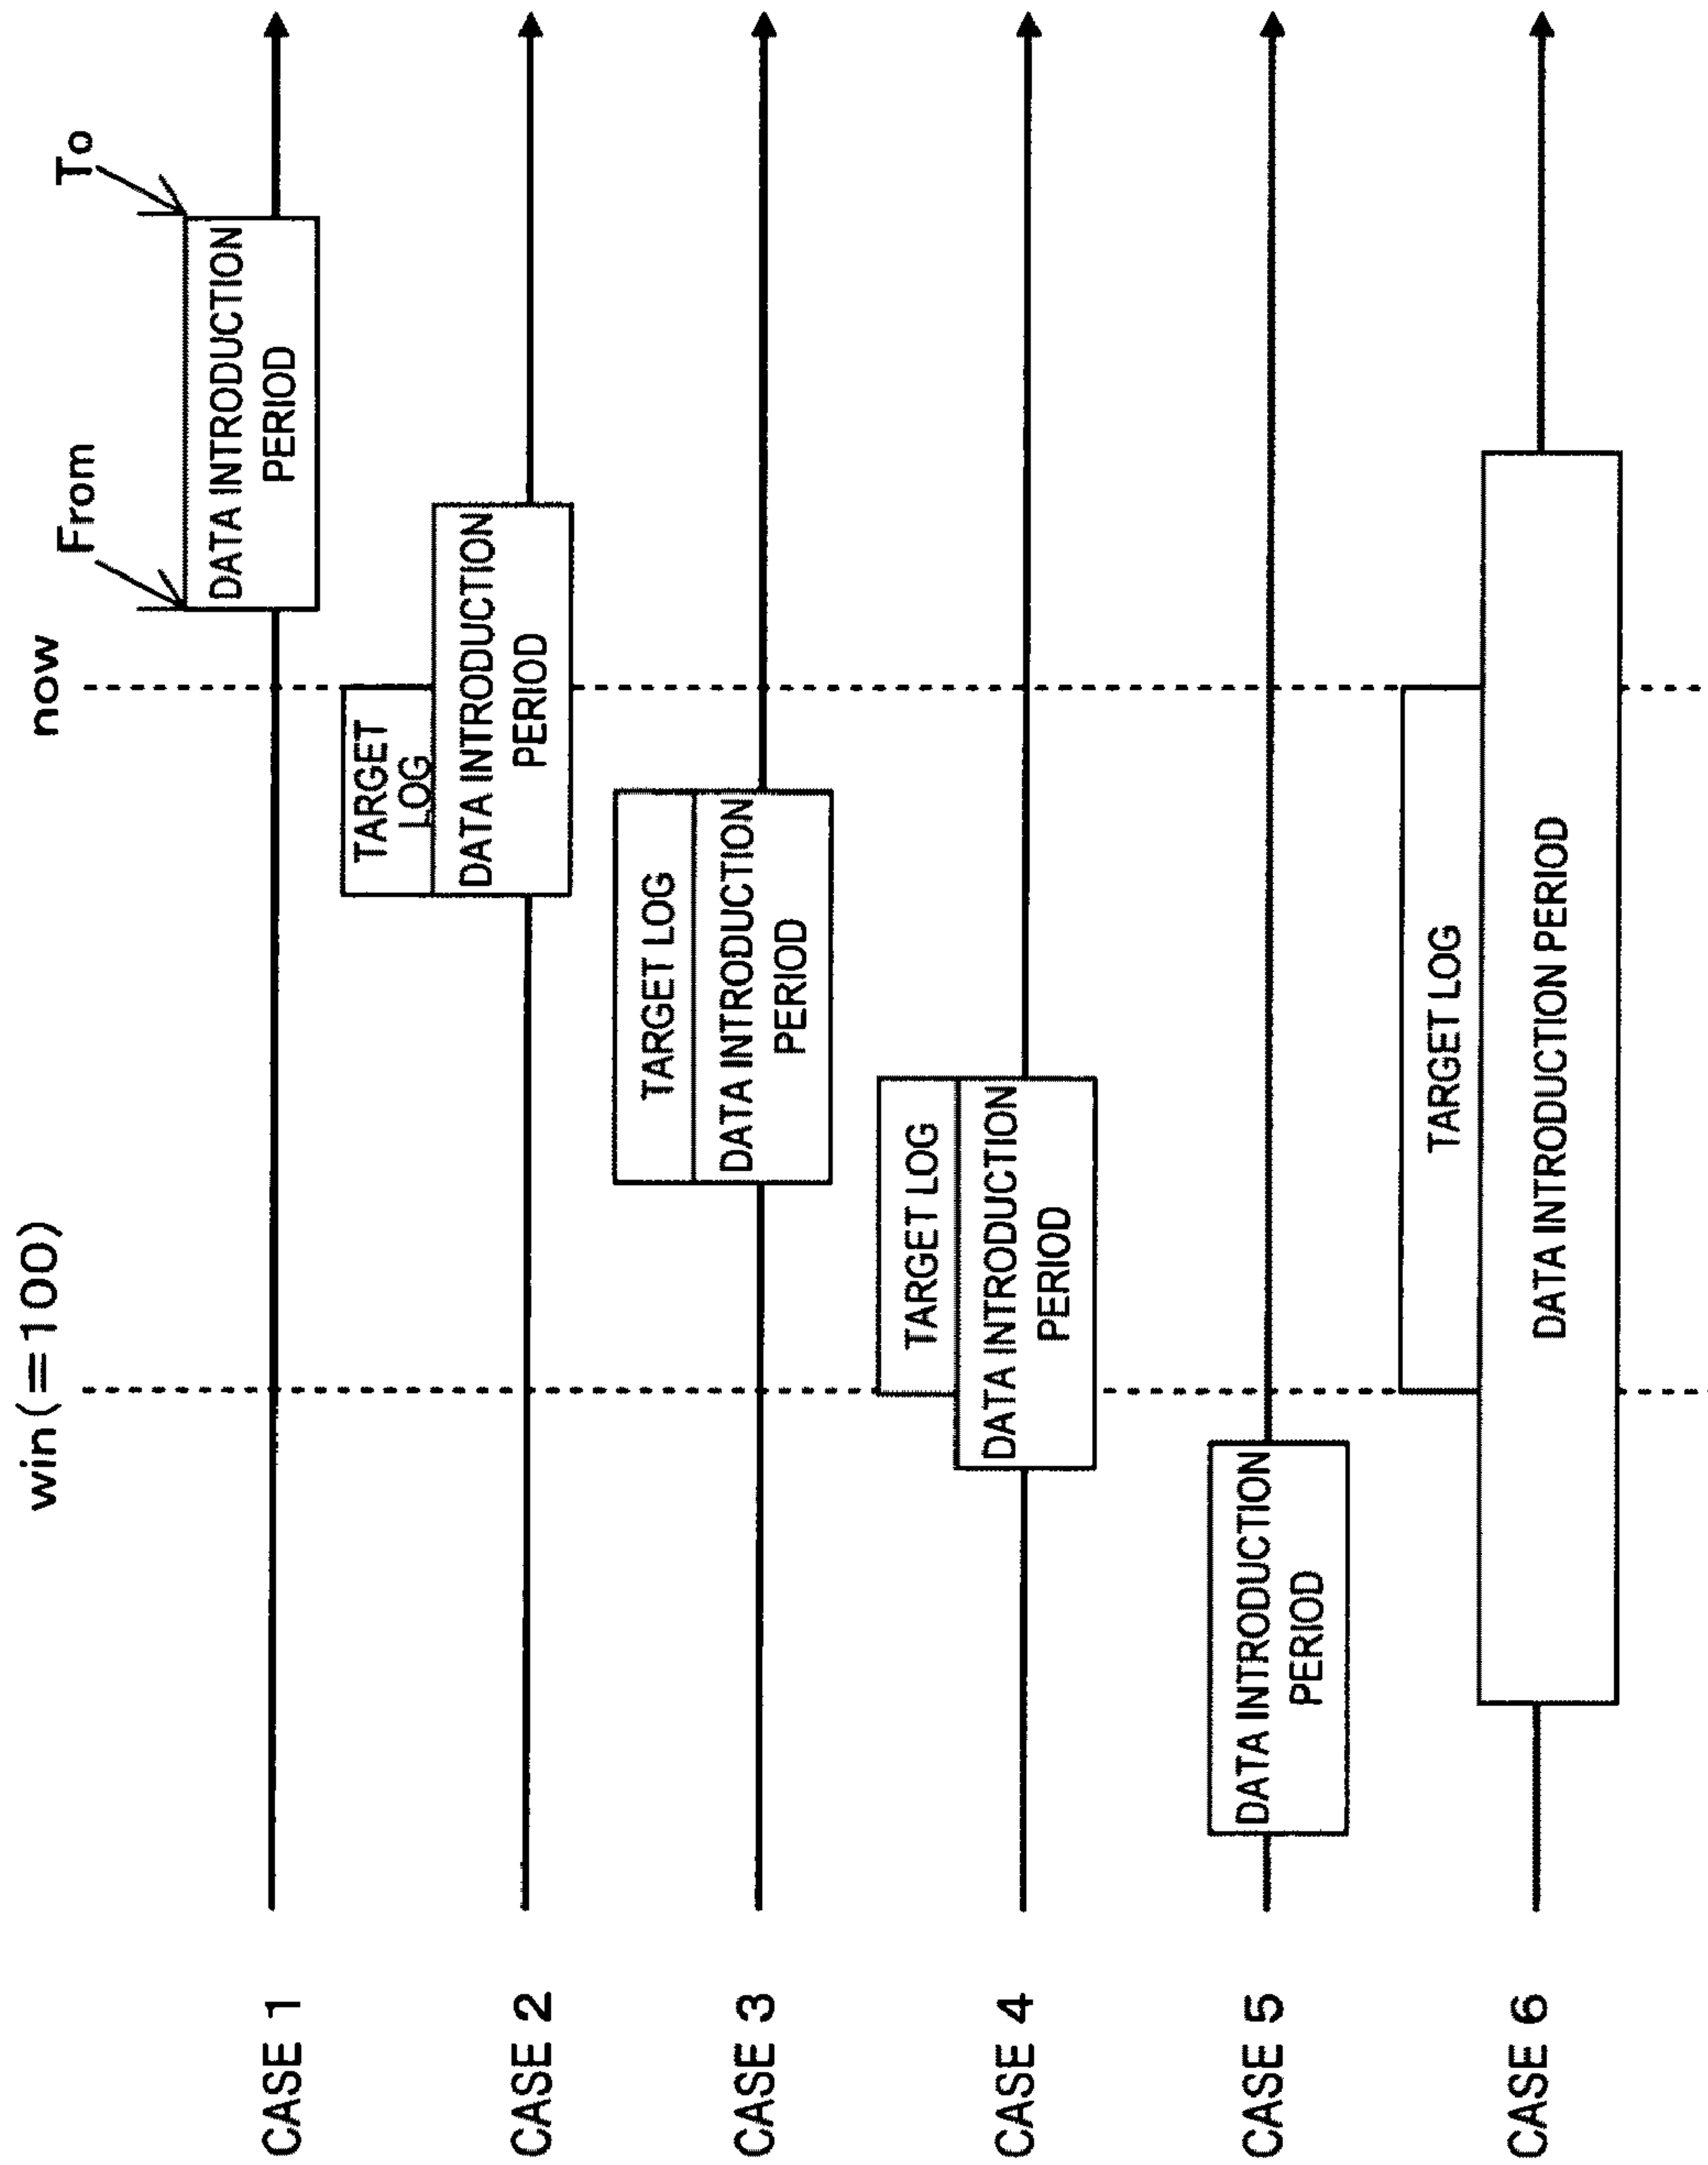 win(=100)
now
From
To
CASE 1
DATA INTRODUCTION
PERIOD
CASE 2
TARGET
LOG
DATA INTRODUCTION
PERIOD
CASE 3
TARGET LOG
DATA INTRODUCTION
PERIOD
CASE 4
TARGET LOG
DATA INTRODUCTION
PERIOD
CASE 5
DATA INTRODUCTION
PERIOD
CASE 6
TARGET LOG
DATA INTRODUCTION PERIOD